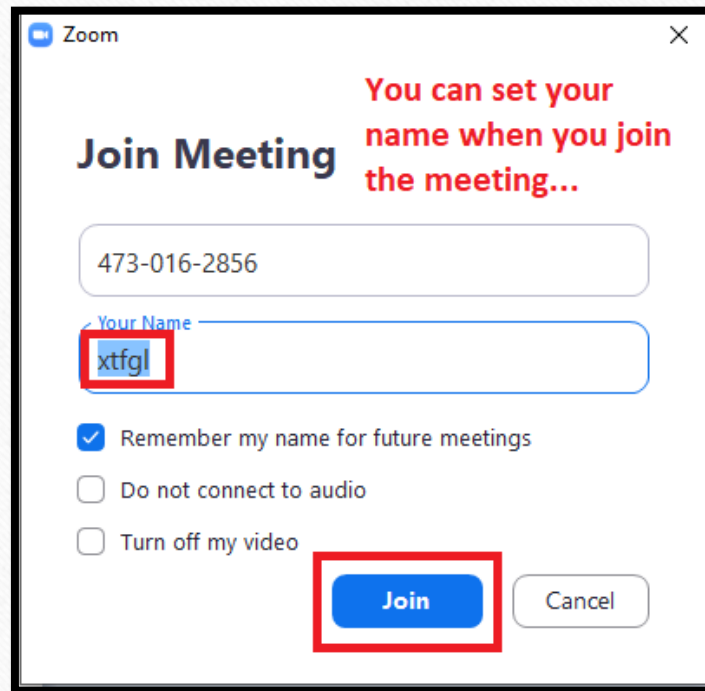 Zoom
You can set your
name when you join
the meeting...
Join Meeting
473-016-2856
Your Name
xtfgl
Remember my name for future meetings
Do not connect to audio
Turn off my video
Join
Cancel